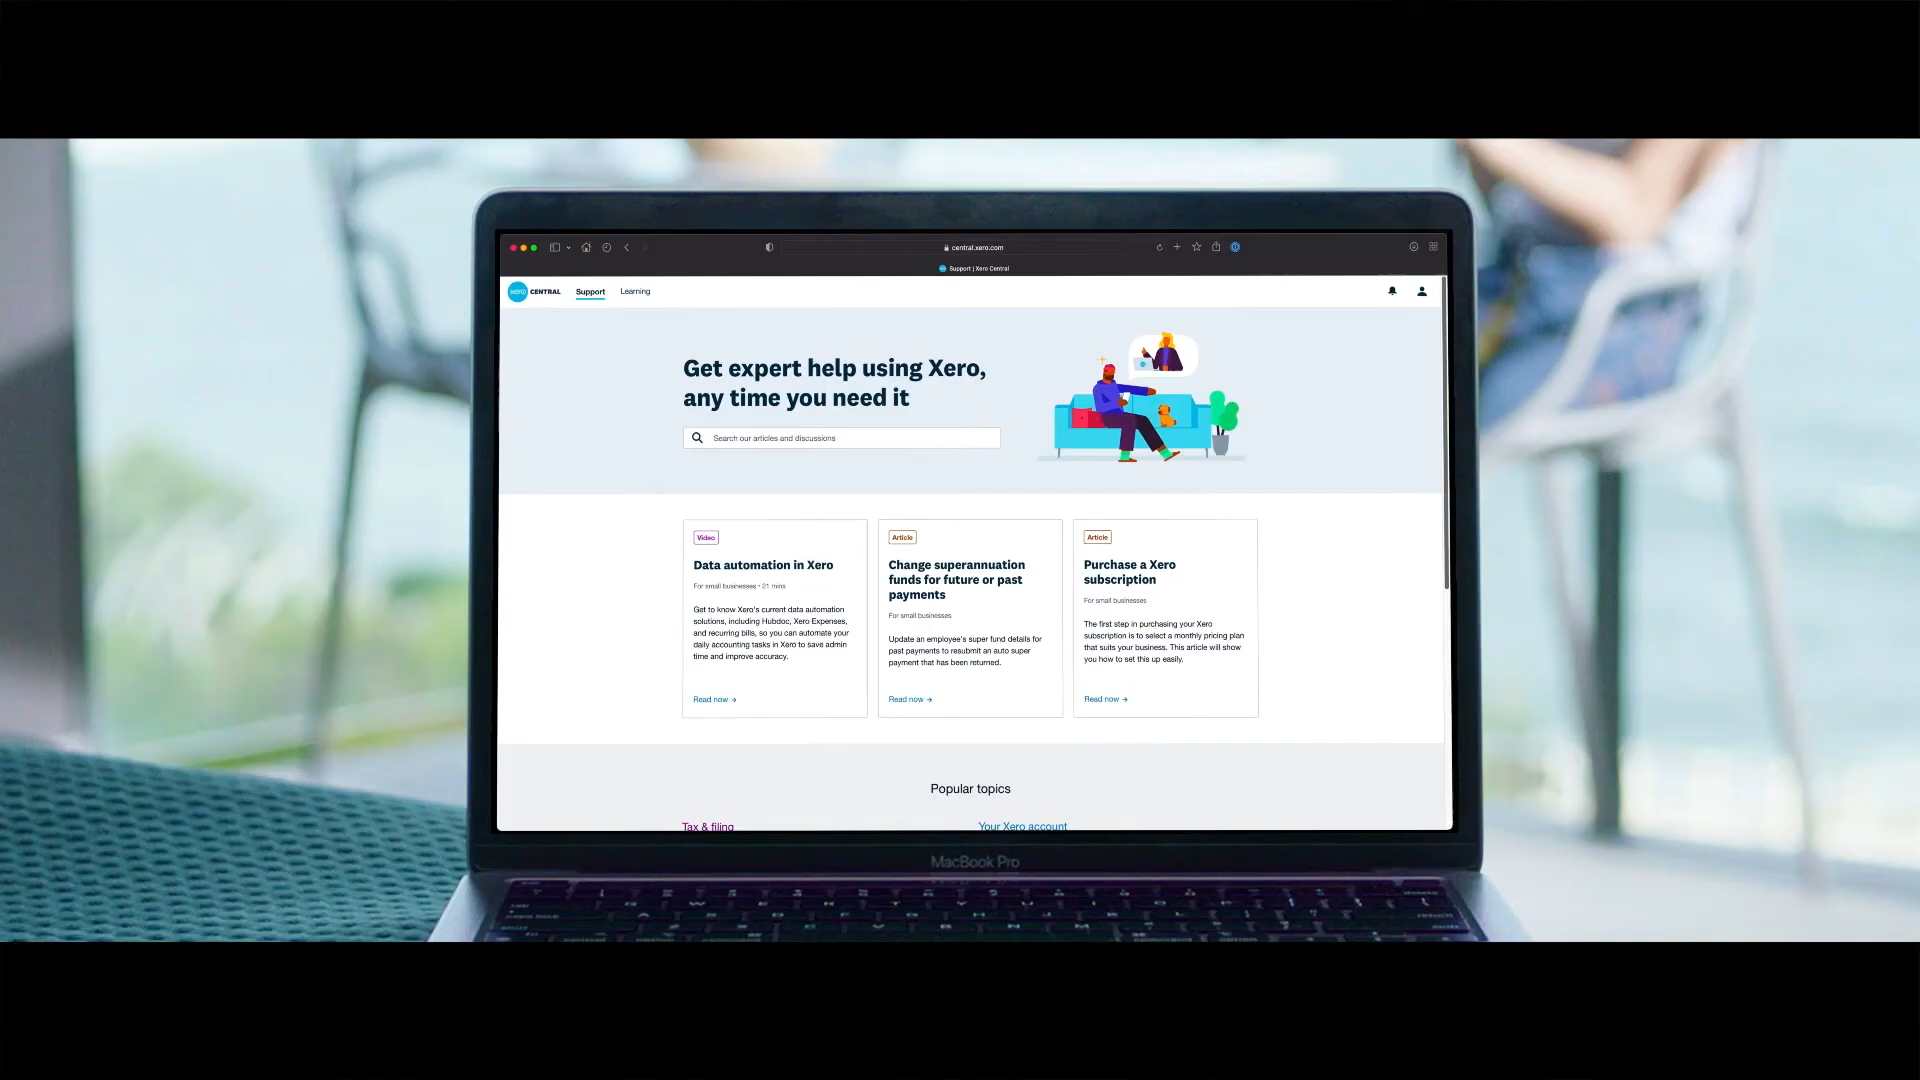 central.xero.com
Support | Xero Central
xero CENTRAL
Support
Learning
Get expert help using Xero,
any time you need it
Search our articles and discussions
Video
Data automation in Xero
For small businesses • 21 mins
Get to know Xero's current data automation
solutions, including Hubdoc, Xero Expenses,
and recurring bills, so you can automate your
daily accounting tasks in Xero to save admin
time and improve accuracy.
Read now →
Article
Change superannuation
funds for future or past
payments
For small businesses
Update an employee's super fund details for
past payments to resubmit an auto super
payment that has been returned.
Read now →
Article
Purchase a Xero
subscription
For small businesses
The first step in purchasing your Xero
subscription is to select a monthly pricing plan
that suits your business. This article will show
you how to set this up easily.
Read now →
Popular topics
Tax & filing
Your Xero account
MacBook Pro